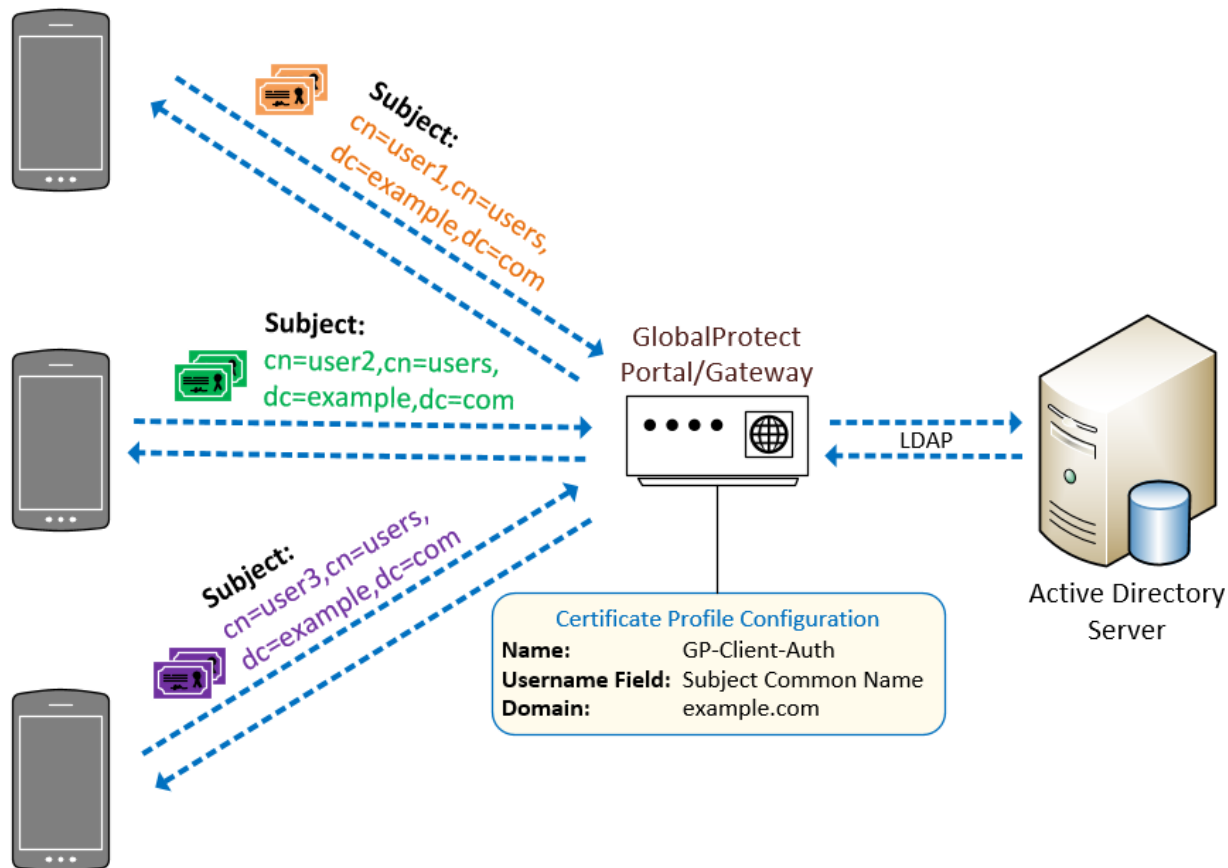 Subject:
cn=user1,cn=users,
dc=example,dc=com
Subject:
cn=user2,cn=users,
dc=example,dc=com
GlobalProtect
Portal/Gateway
LDAP
Subject:
cn=user3,cn=users,
dc=example,dc=com
Active Directory
Server
Certificate Profile Configuration
Name: GP-Client-Auth
Username Field: Subject Common Name
Domain: example.com